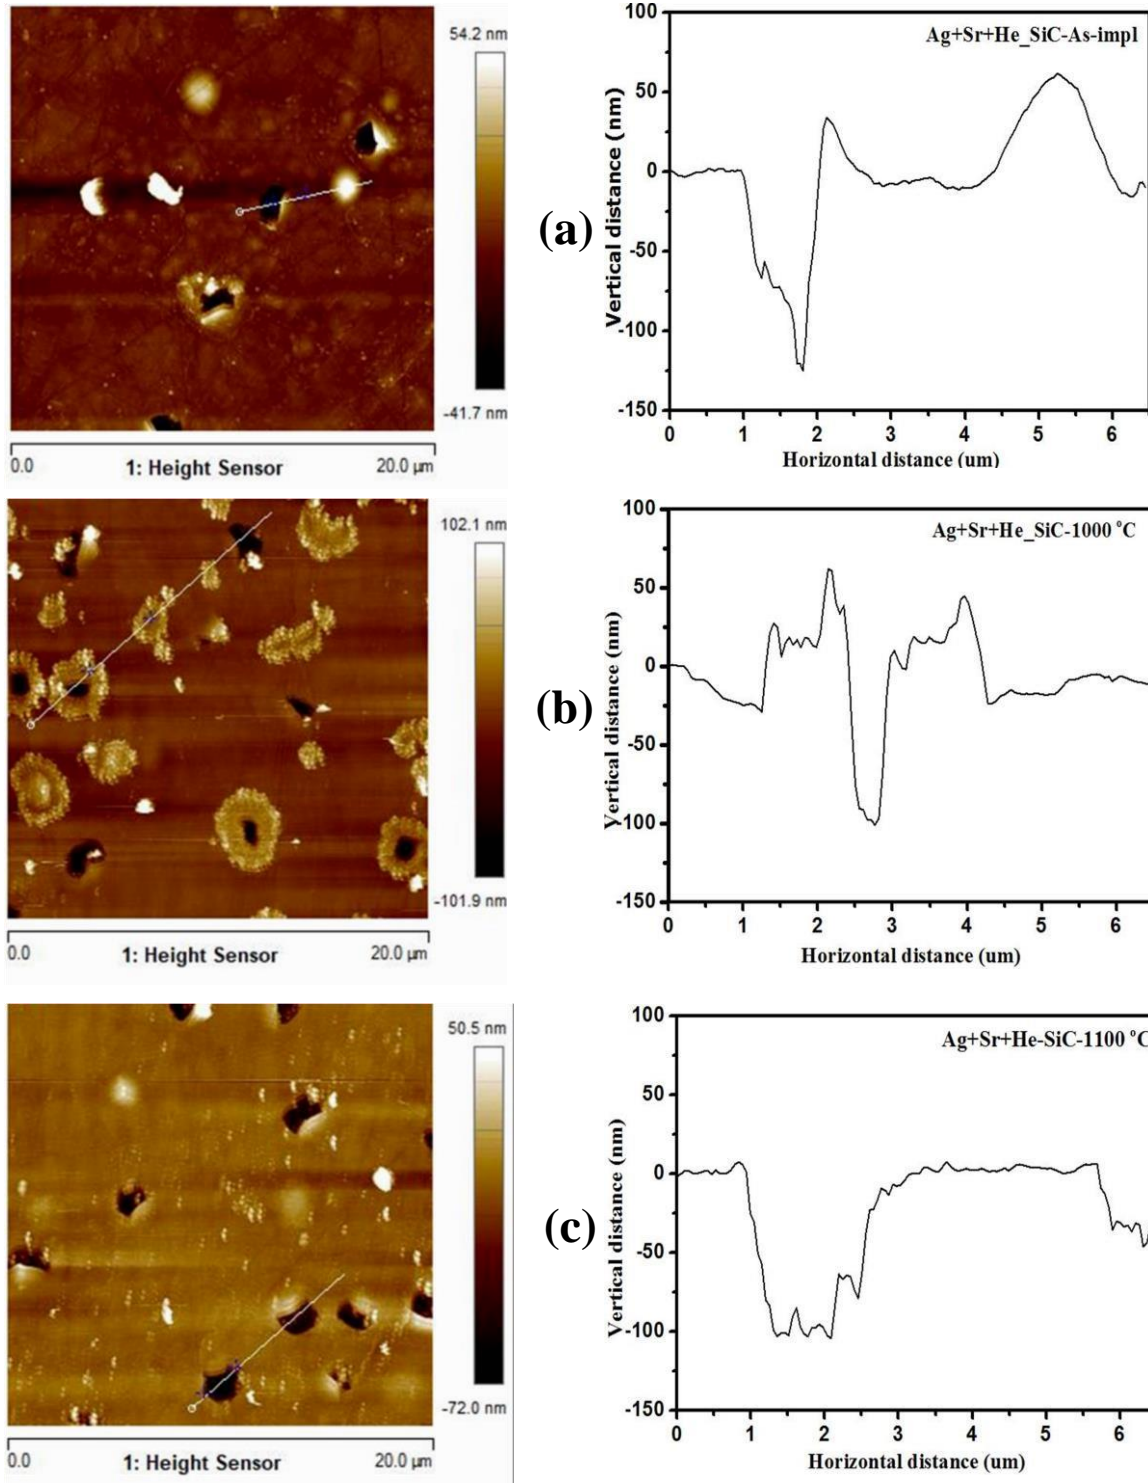 54.2 nm
-41.7 nm
0.0
1: Height Sensor
20.0 µm
(a)
Ag+Sr+He_SiC-As-impl
100
50
0
-50
-100
-150
Vertical distance (nm)
0 1 2 3 4 5 6
Horizontal distance (um)
102.1 nm
-101.9 nm
0.0
1: Height Sensor
20.0 µm
(b)
Ag+Sr+He_SiC-1000 °C
100
50
0
-50
-100
-150
Vertical distance (nm)
0 1 2 3 4 5 6
Horizontal distance (um)
50.5 nm
-72.0 nm
0.0
1: Height Sensor
20.0 µm
(c)
Ag+Sr+He-SiC-1100 °C
100
50
0
-50
-100
-150
Vertical distance (nm)
0 1 2 3 4 5 6
Horizontal distance (um)